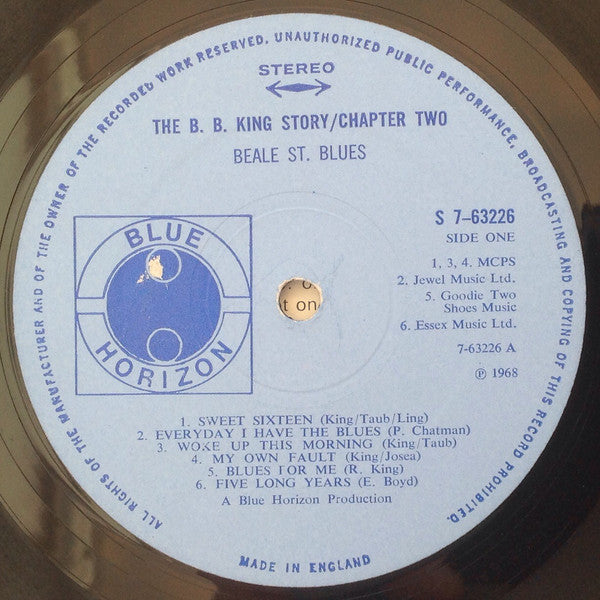 ALL RIGHTS OF THE MANUFACTURER AND OF THE OWNER OF THE RECORDED WORK RESERVED. UNAUTHORIZED PUBLIC PERFORMANCE, BROADCASTING AND COPYING OF THIS RECORD PROHIBITED.
STEREO
THE B. B. KING STORY/CHAPTER TWO
BEALE ST. BLUES
BLUE
HORIZON
S 7-63226
SIDE ONE
1, 3, 4. MCPS
2. Jewel Music Ltd.
5. Goodie Two
Shoes Music
6. Essex Music Ltd.
7-63226 A
℗ 1968
t on
1. SWEET SIXTEEN (King/Taub/Ling)
2. EVERYDAY I HAVE THE BLUES (P. Chatman)
3. WOKE UP THIS MORNING (King/Taub)
4. MY OWN FAULT (King/Josea)
5. BLUES FOR ME (R. King)
6. FIVE LONG YEARS (E. Boyd)
A Blue Horizon Production
MADE IN ENGLAND